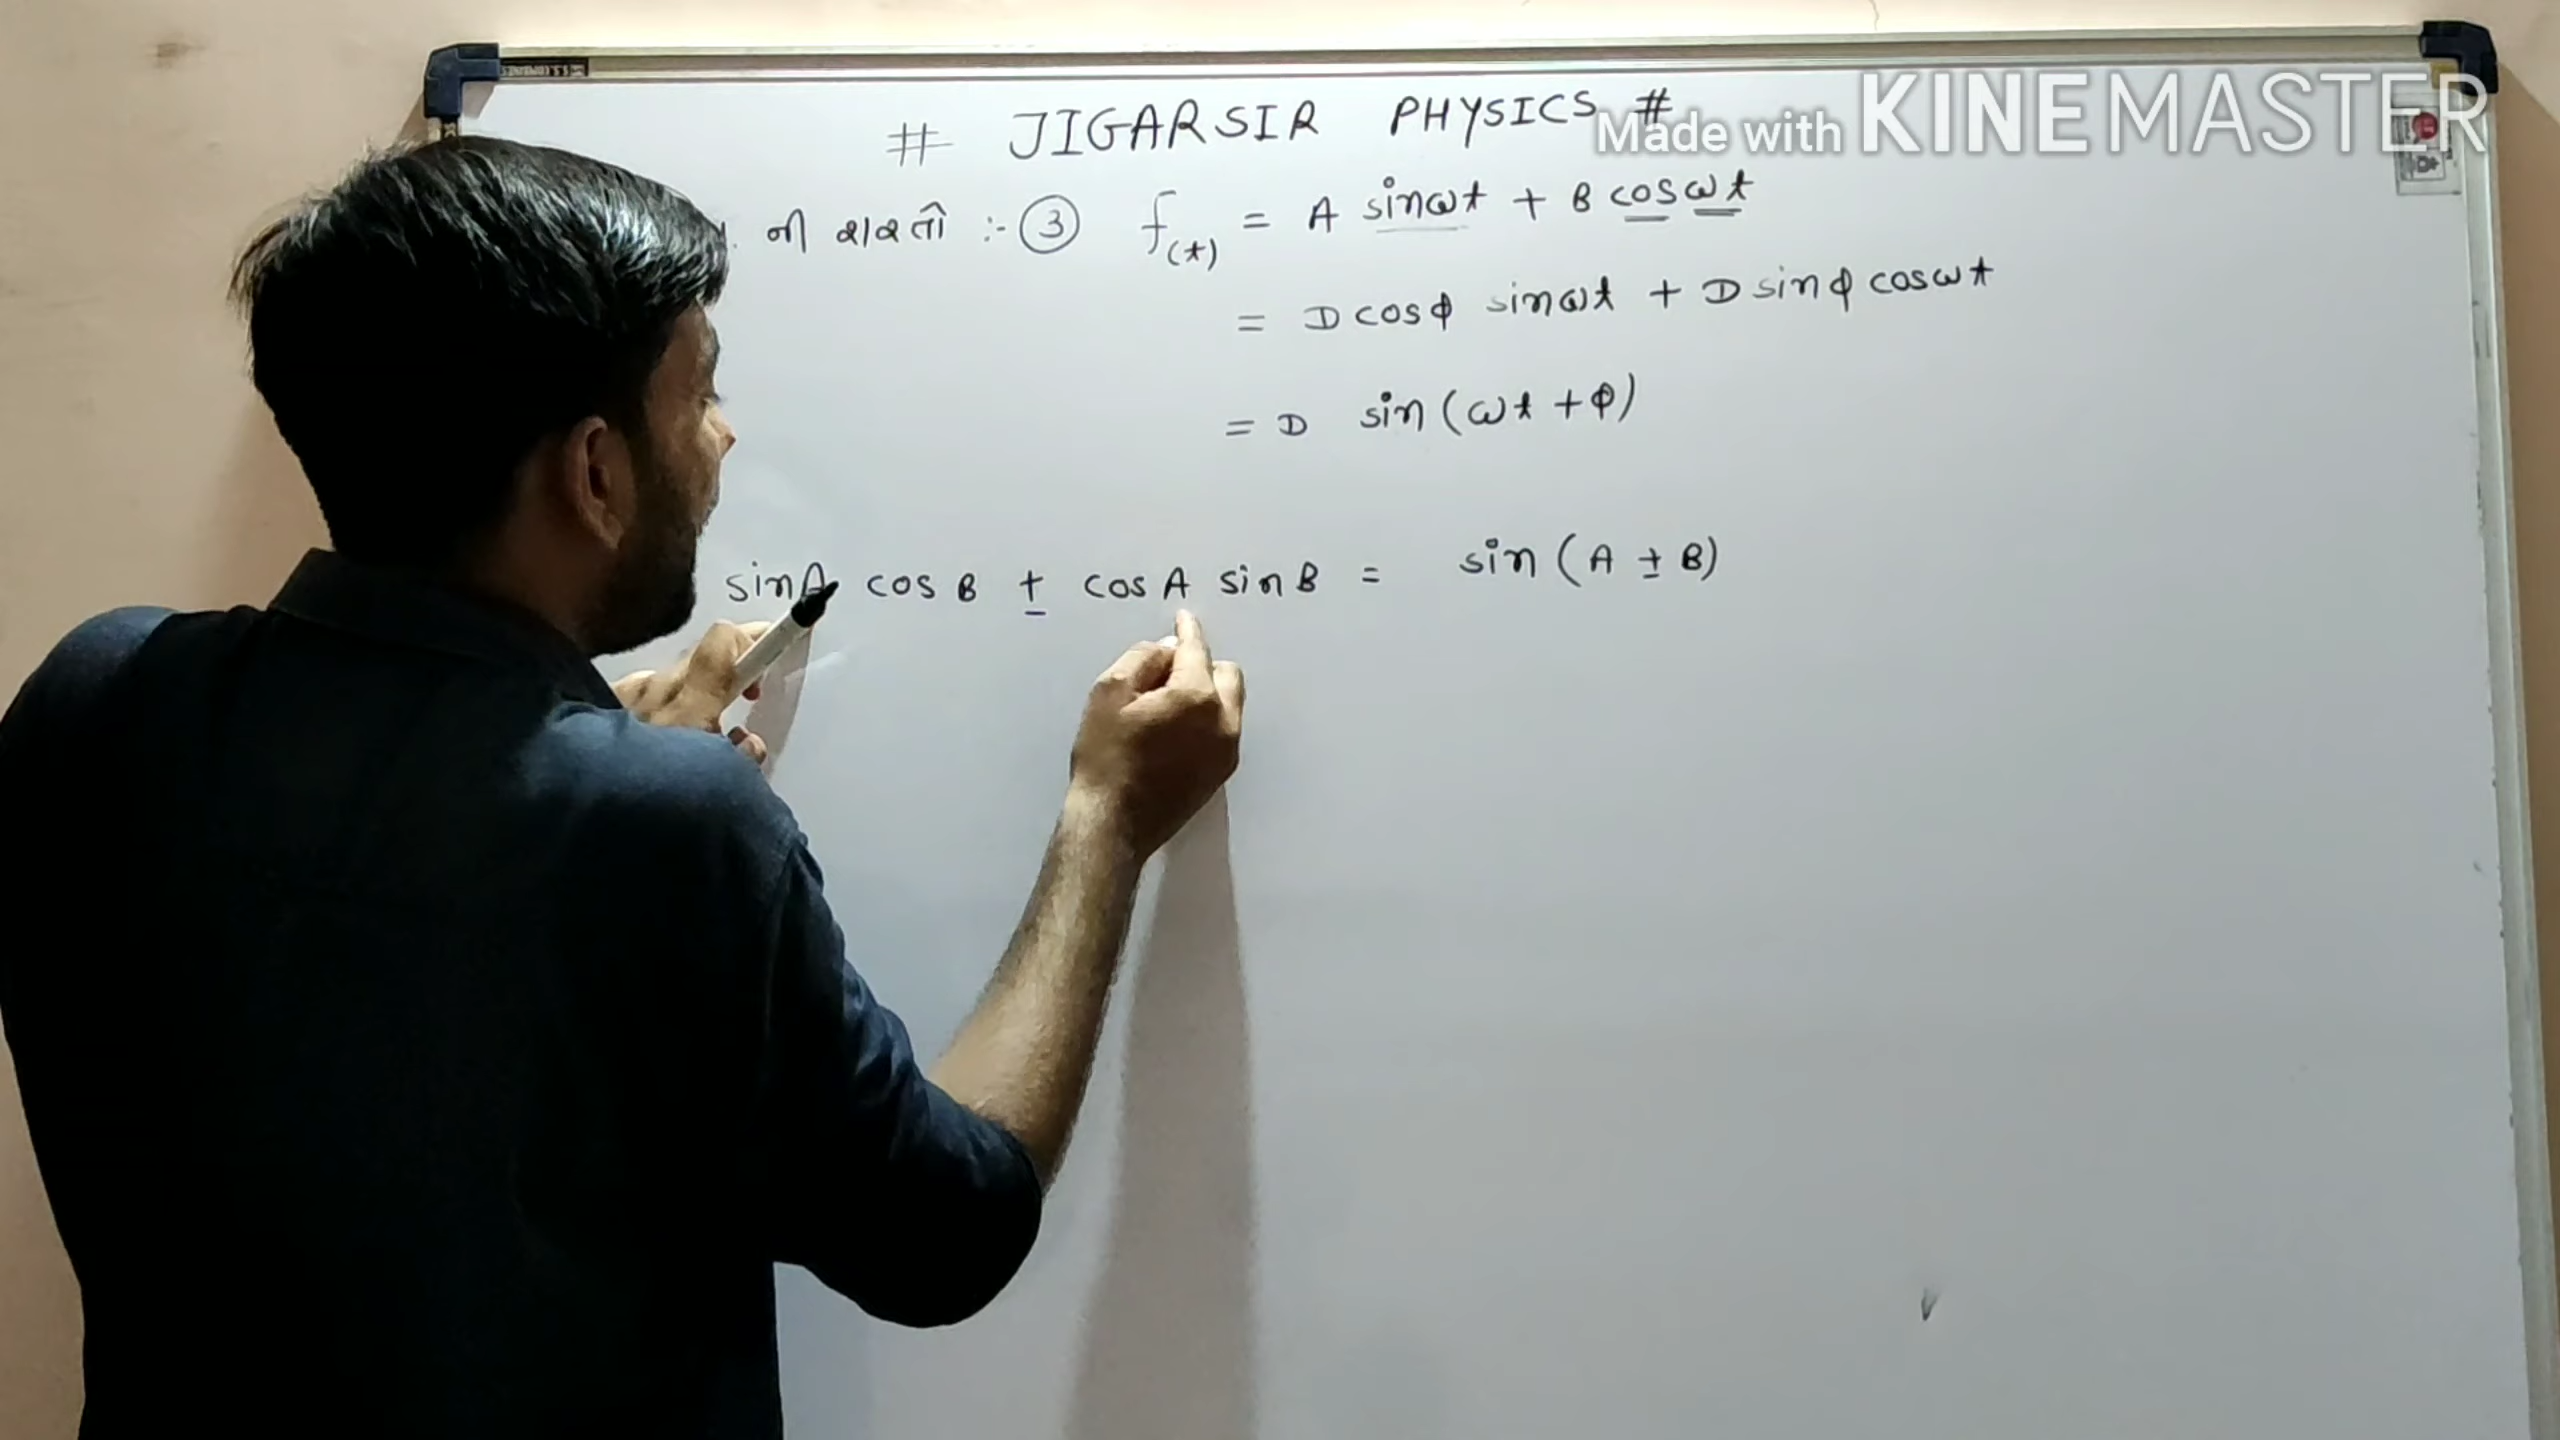 # JIGARSIR PHYSICS #
Made with KINEMASTER
ની શરતો :- ③ f(t) = A sinωt + B cosωt
= D cosϕ sinωt + D sinϕ cosωt
= D sin(ωt + ϕ)
sinA cosB ± cosA sinB = sin(A ± B)